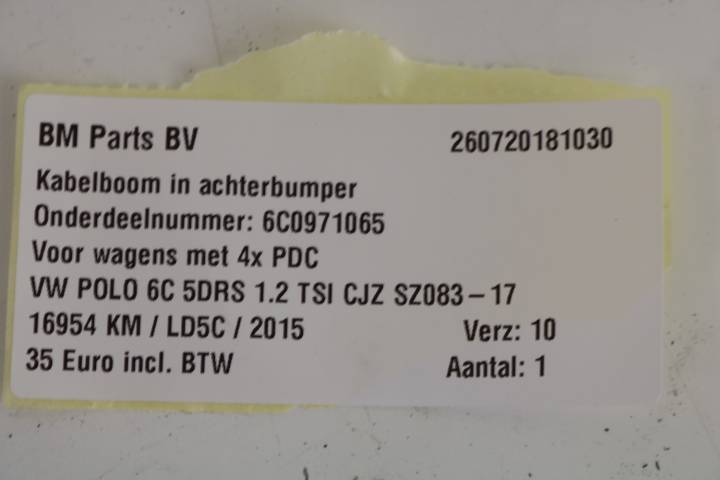 BM Parts BV 260720181030
Kabelboom in achterbumper
Onderdeelnummer: 6C0971065
Voor wagens met 4x PDC
VW POLO 6C 5DRS 1.2 TSI CJZ SZ083 – 17
16954 KM / LD5C / 2015 Verz: 10
35 Euro incl. BTW Aantal: 1